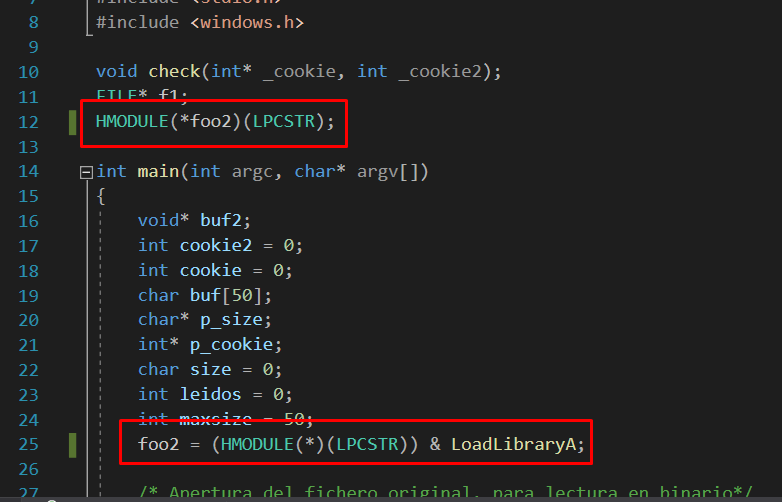 #include <stdio.h>
8 #include <windows.h>
9
10 void check(int* _cookie, int _cookie2);
11 FILE* f1;
12 HMODULE(*foo2)(LPCSTR);
13
14 int main(int argc, char* argv[])
15 {
16 void* buf2;
17 int cookie2 = 0;
18 int cookie = 0;
19 char buf[50];
20 char* p_size;
21 int* p_cookie;
22 char size = 0;
23 int leidos = 0;
24 int maxsize = 50;
25 foo2 = (HMODULE(*)(LPCSTR)) & LoadLibraryA;
26
27 /* Apertura del fichero original, para lectura en binario*/